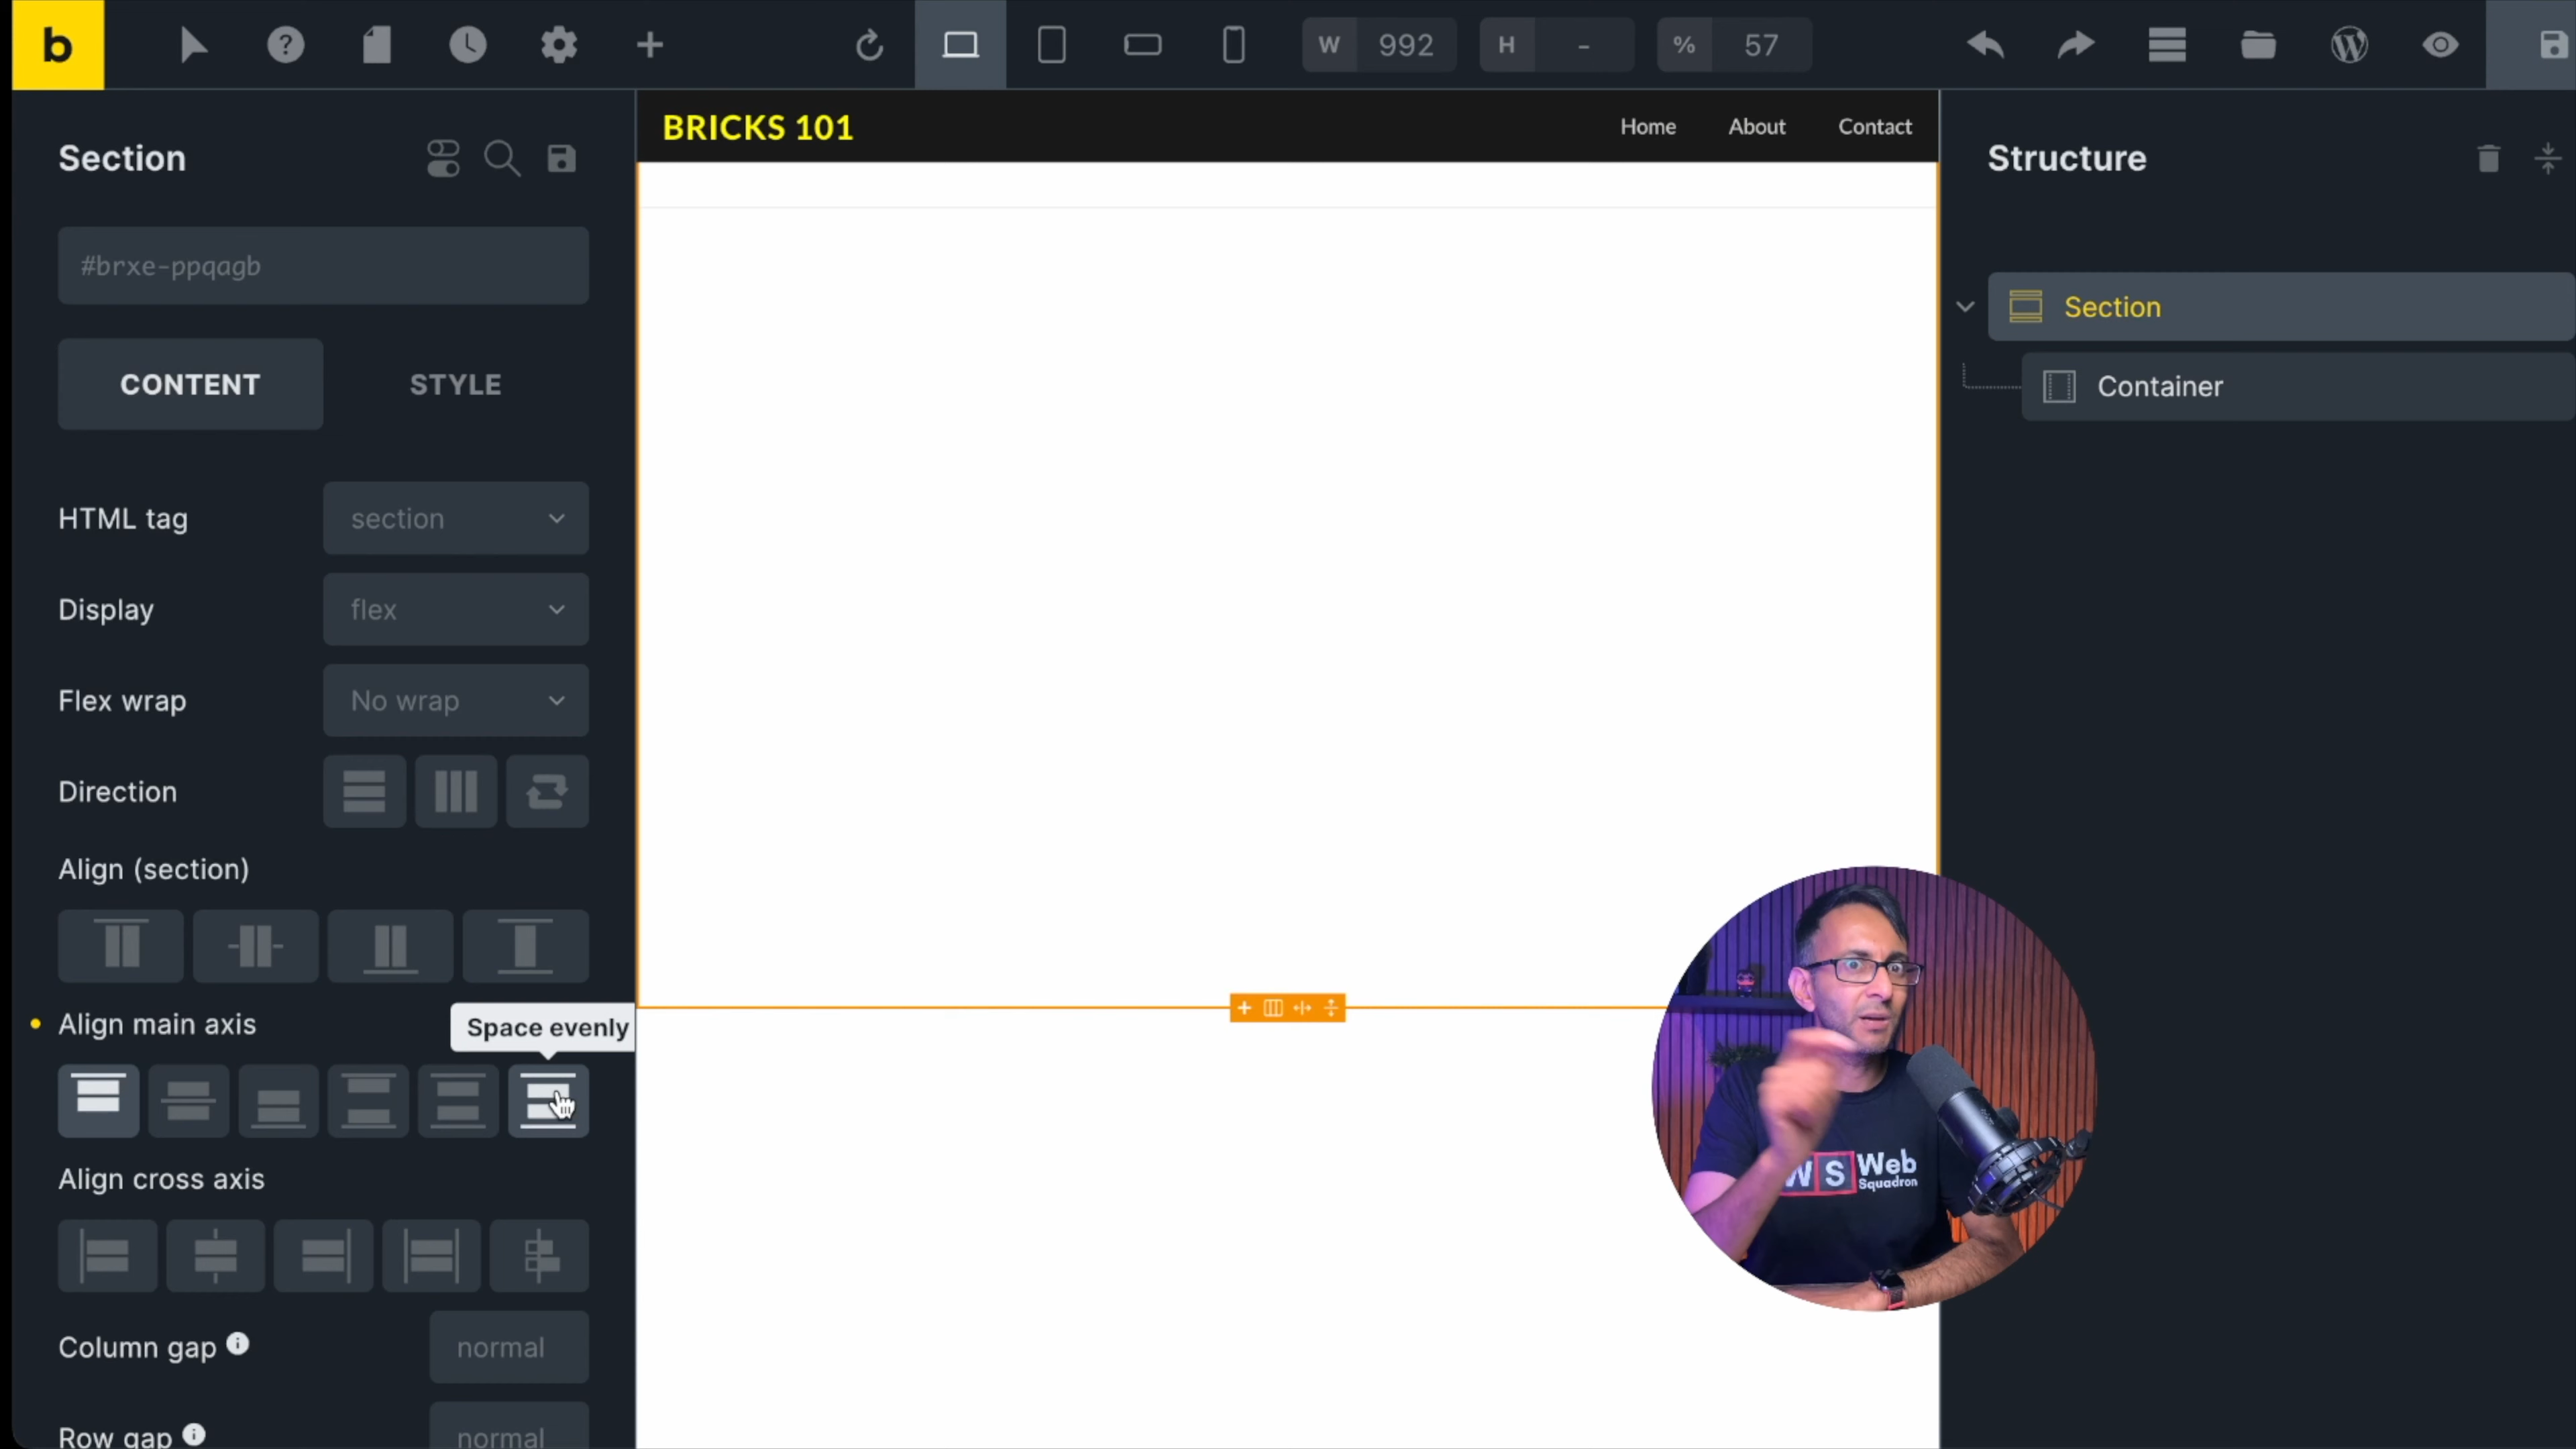 b
?
W 992
H -
% 57
Section
#brxe-ppqagb
CONTENT STYLE
HTML tag section
Display flex
Flex wrap No wrap
Direction
Align (section)
Align main axis
Space evenly
Align cross axis
Column gap i normal
Row gap i normal
BRICKS 101
Home About Contact
Structure
Section
Container
W S Web
Squadron